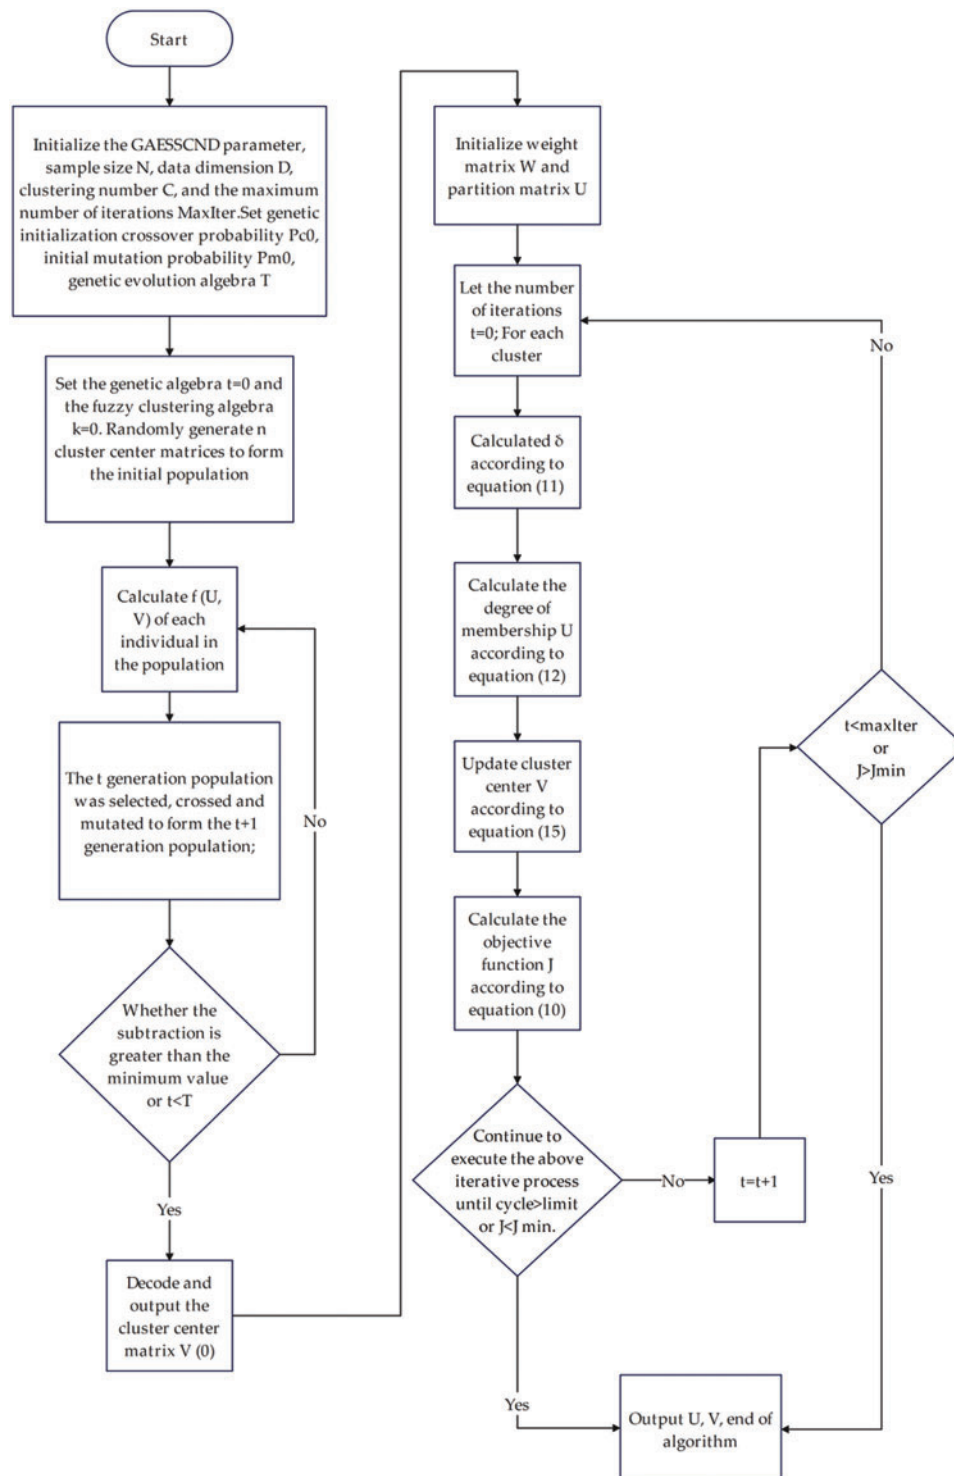 Start
Initialize the GAESSCND parameter,
sample size N, data dimension D,
clustering number C, and the maximum
number of iterations MaxIter.Set genetic
initialization crossover probability Pc0,
initial mutation probability Pm0,
genetic evolution algebra T
Set the genetic algebra t=0 and
the fuzzy clustering algebra
k=0. Randomly generate n
cluster center matrices to form
the initial population
Calculate f (U,
V) of each
individual in
the population
The t generation population
was selected, crossed and
mutated to form the t+1
generation population;
No
Whether the
subtraction is
greater than the
minimum value
or t<T
Yes
Decode and
output the
cluster center
matrix V (0)
Initialize weight
matrix W and
partition matrix U
Let the number
of iterations
t=0; For each
cluster
Calculated δ
according to
equation (11)
Calculate the
degree of
membership U
according to
equation (12)
Update cluster
center V
according to
equation (15)
Calculate the
objective
function J
according to
equation (10)
Continue to
execute the above
iterative process
until cycle>limit
or J<J min.
No
t=t+1
Yes
No
t<maxIter
or
J>Jmin
Yes
Output U, V, end of
algorithm